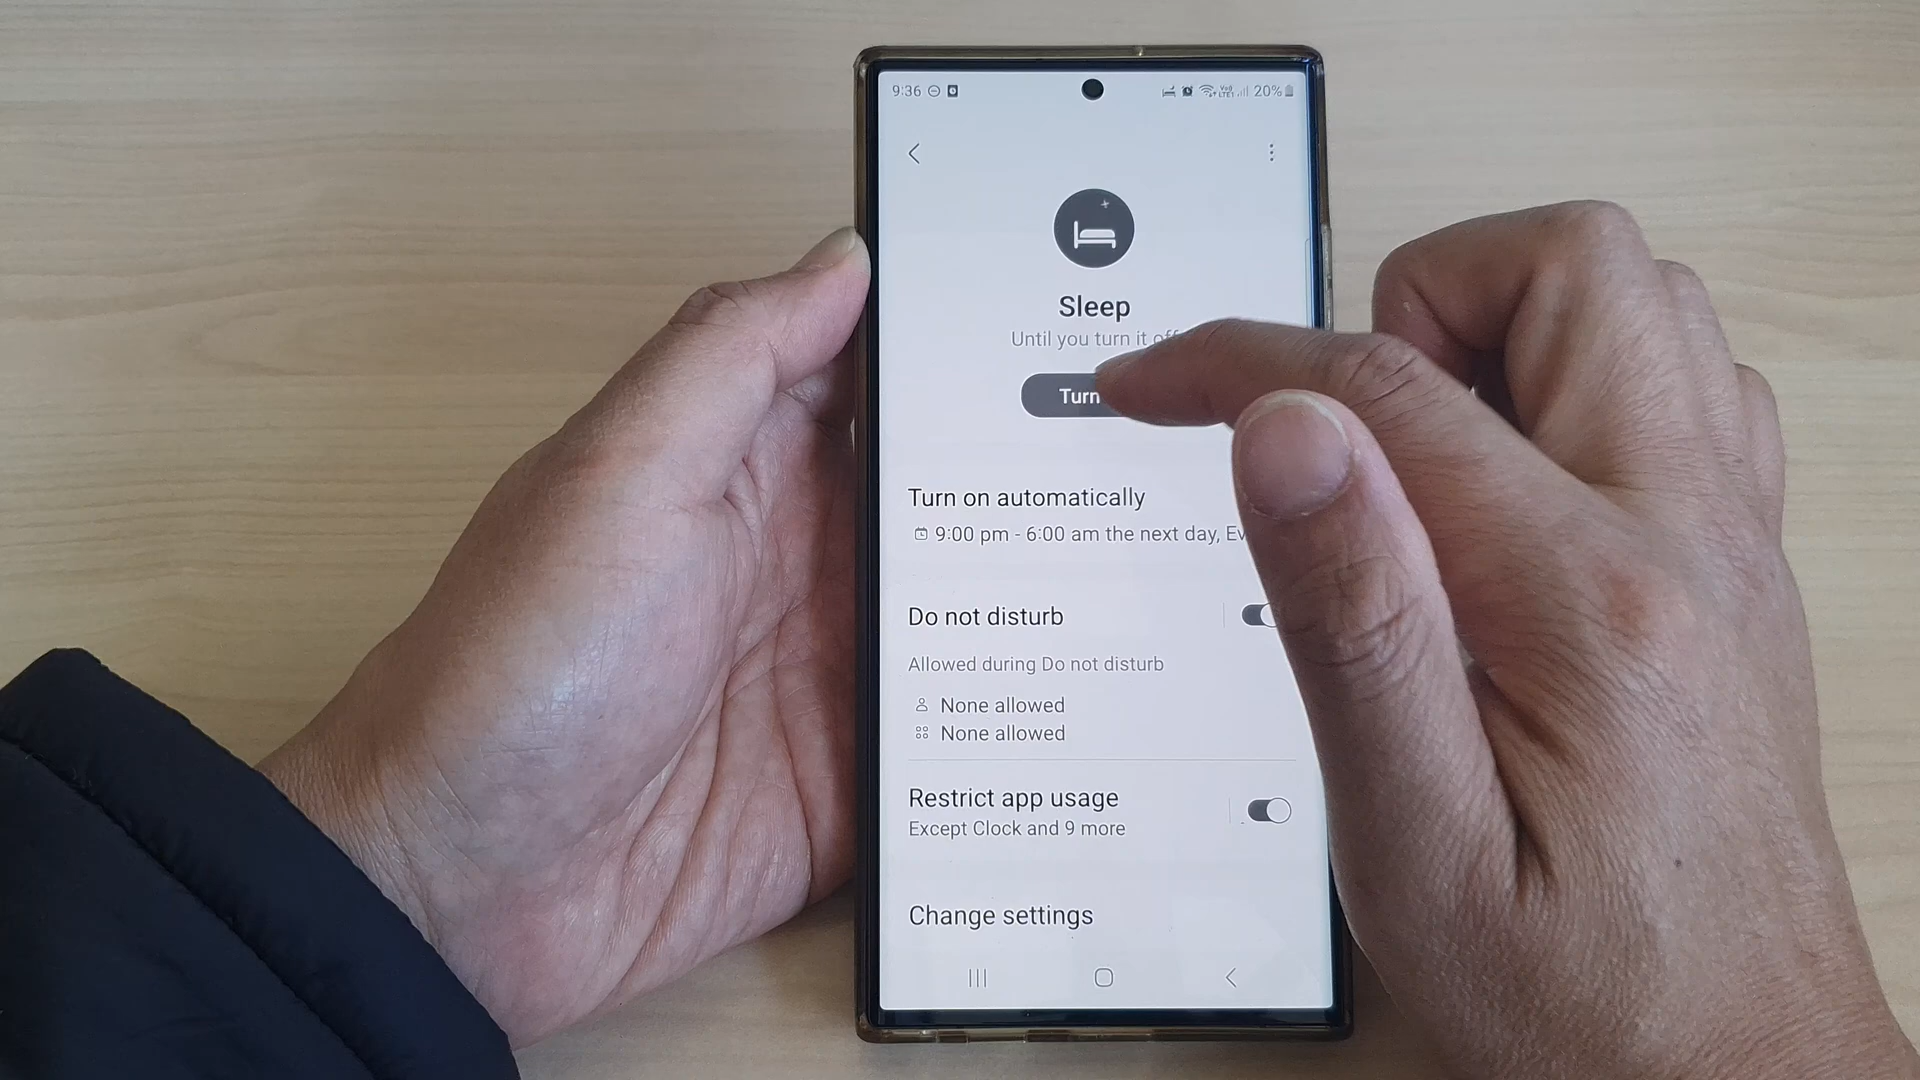 9:36 20%
Sleep
Until you turn it off
Turn
Turn on automatically
9:00 pm - 6:00 am the next day,
Do not disturb
Allowed during Do not disturb
None allowed
None allowed
Restrict app usage
Except Clock and 9 more
Change settings